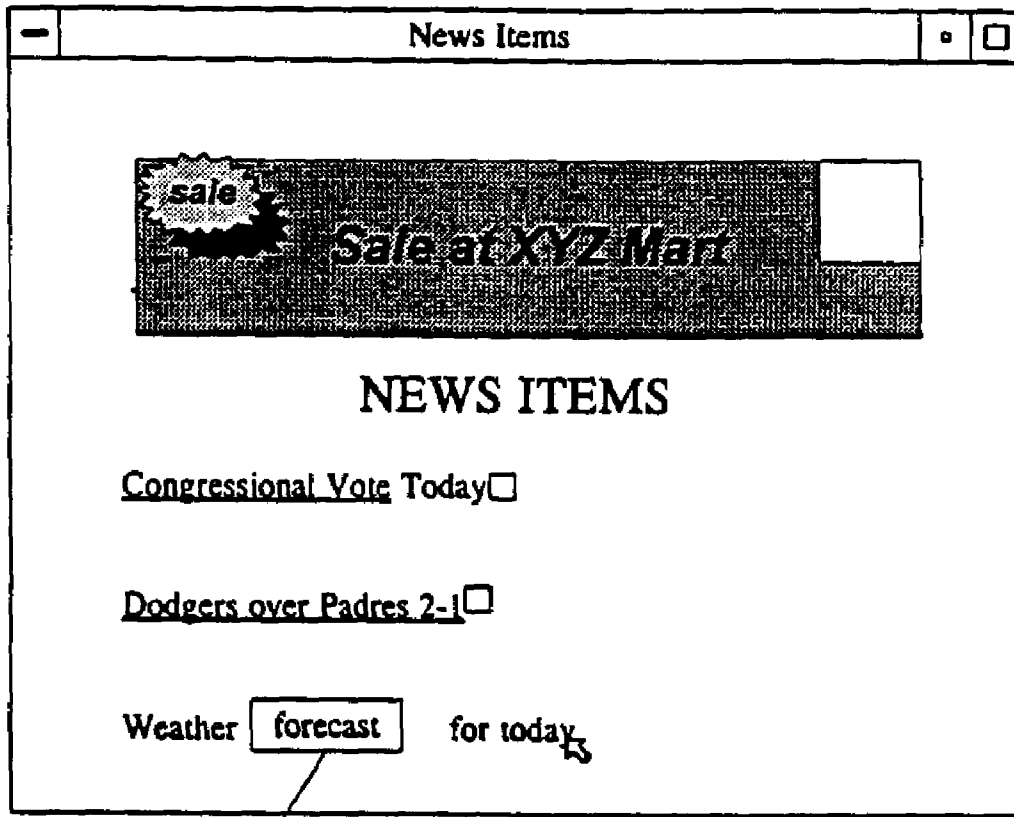 News Items
sale
Sale at XYZ Mart
NEWS ITEMS
Congressional Vote Today
Dodgers over Padres 2-1
Weather forecast for today